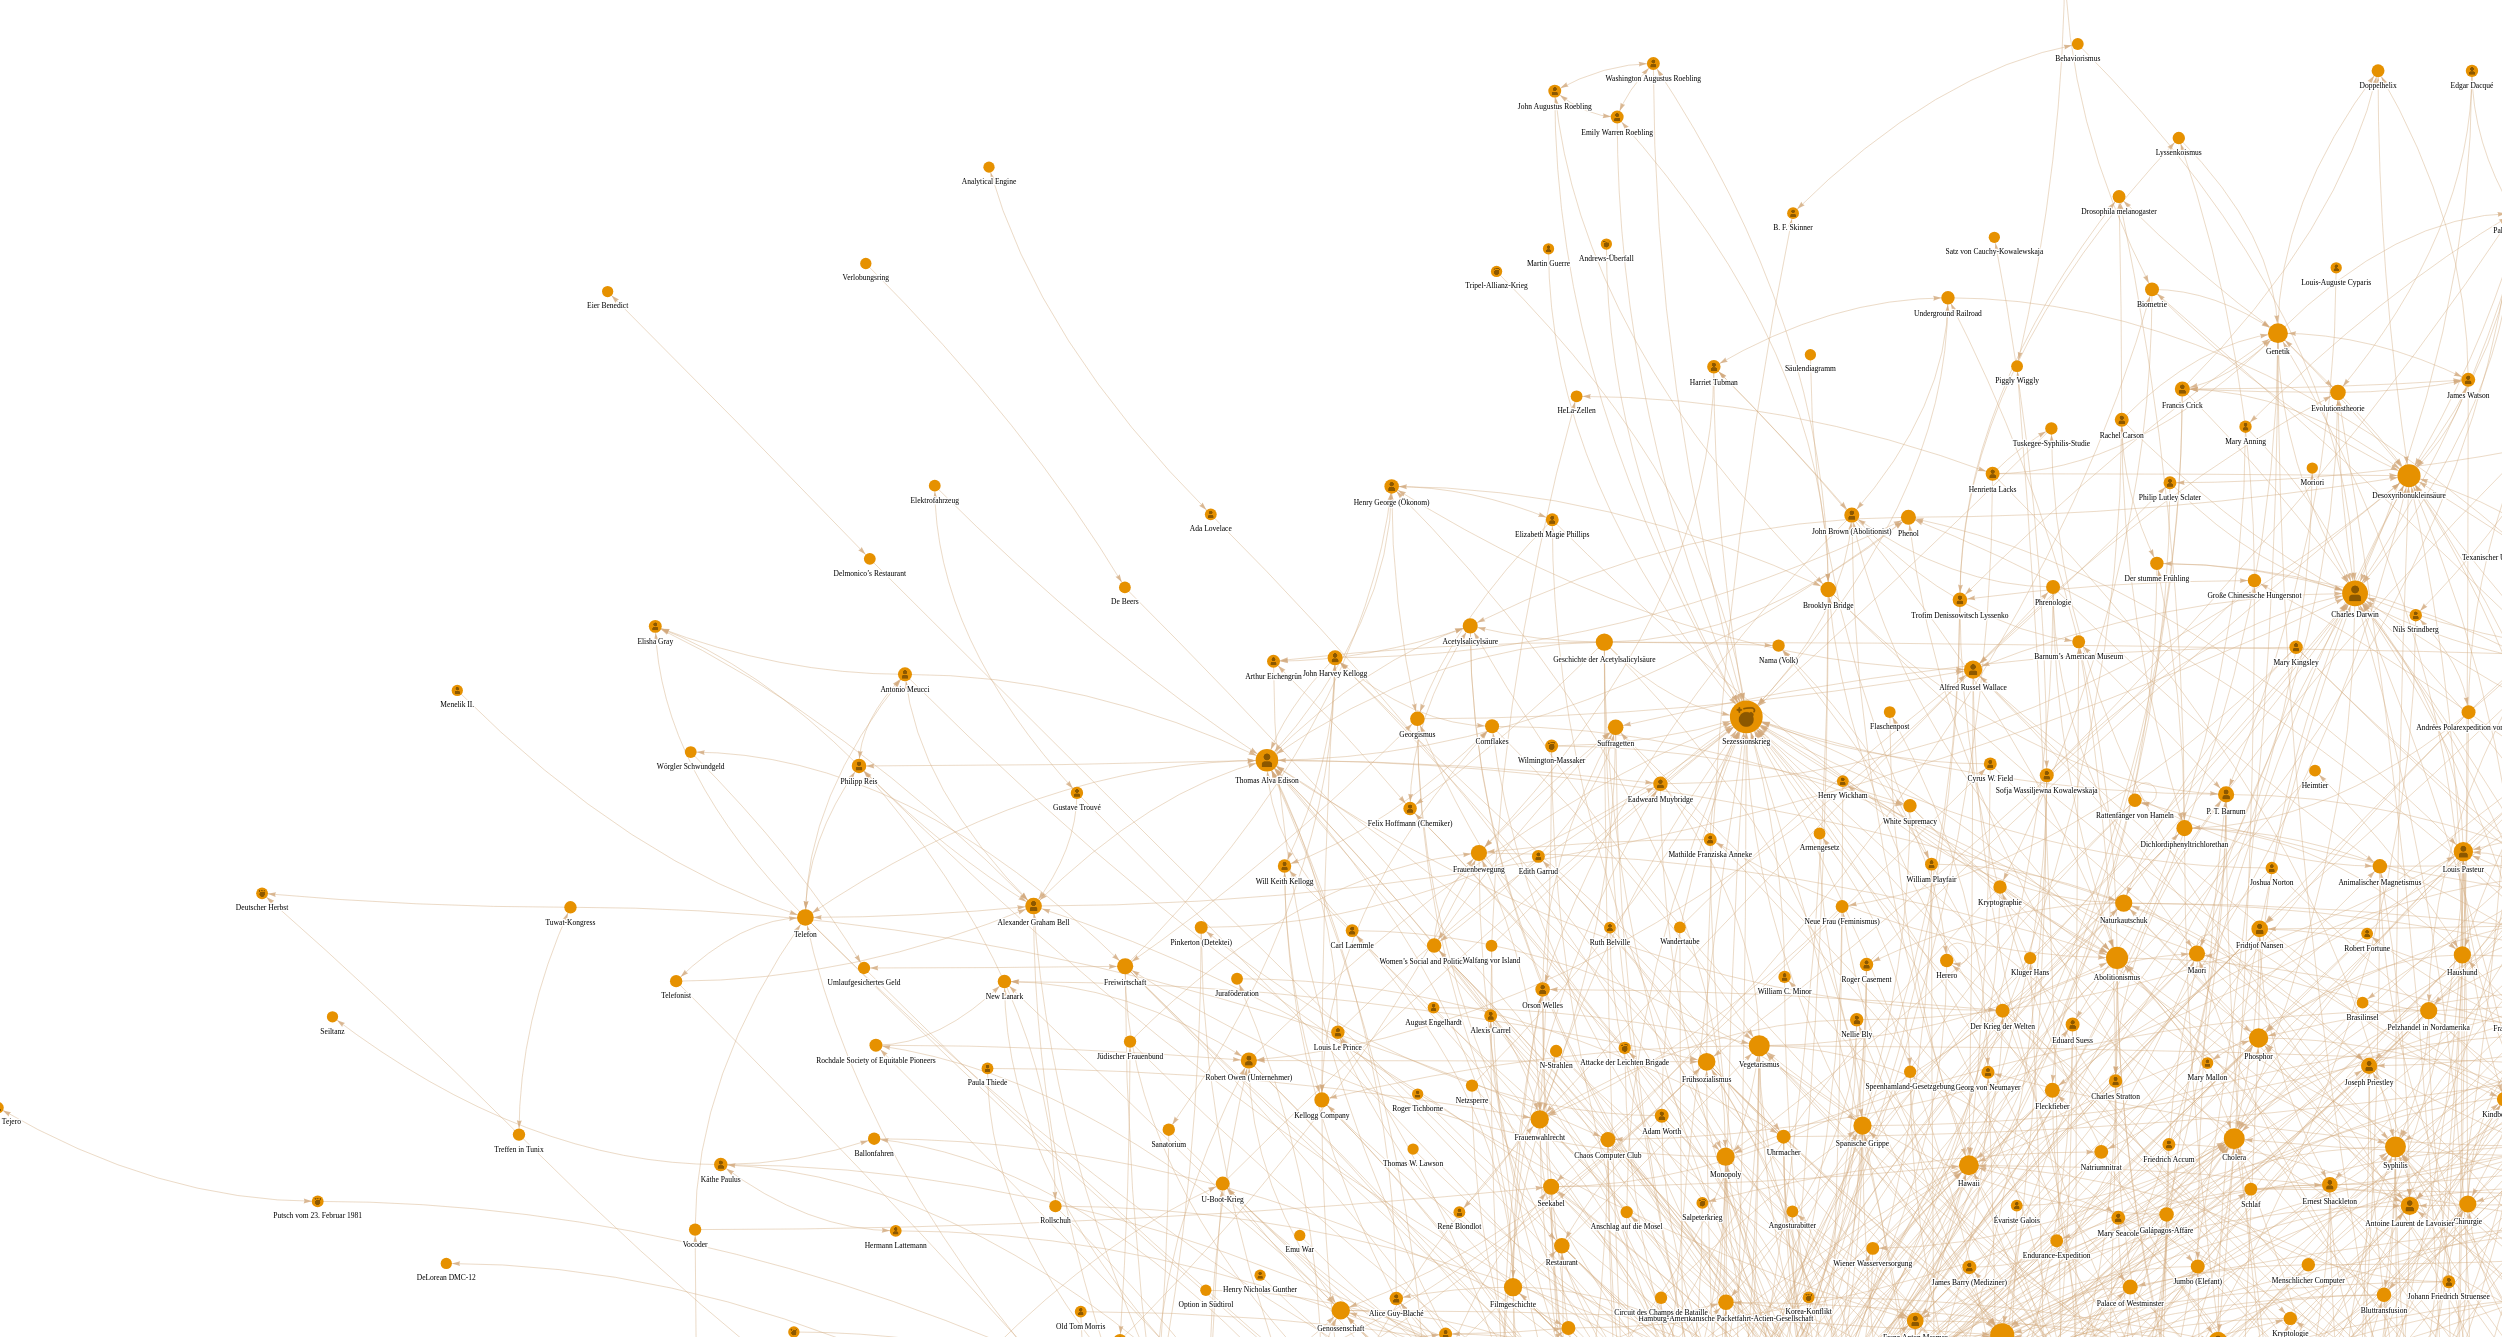 Behaviorismus
Washington Augustus Roebling
Doppelhelix
Edgar Dacqué
John Augustus Roebling
Emily Warren Roebling
Lyssenkoismus
Analytical Engine
Drosophila melanogaster
B. F. Skinner
Satz von Cauchy-Kowalewskaja
Martin Guerre
Andrews-Überfall
Verlobungsring
Tripel-Allianz-Krieg
Louis-Auguste Cyparis
Eier Benedict
Biometrie
Underground Railroad
Genetik
Säulendiagramm
Harriet Tubman
Piggly Wiggly
James Watson
Francis Crick
HeLa-Zellen
Evolutionstheorie
Rachel Carson
Tuskegee-Syphilis-Studie
Mary Anning
Moriori
Henrietta Lacks
Philip Lutley Sclater
Desoxyribonukleinsäure
Elektrofahrzeug
Henry George (Ökonom)
Ada Lovelace
Elizabeth Magie Phillips
John Brown (Abolitionist)
Phenol
Delmonico’s Restaurant
Der stumme Frühling
Große Chinesische Hungersnot
De Beers
Brooklyn Bridge
Phrenologie
Trofim Denissowitsch Lyssenko
Charles Darwin
Nils Strindberg
Elisha Gray
Acetylsalicylsäure
Geschichte der Acetylsalicylsäure
Nama (Volk)
Barnum’s American Museum
Mary Kingsley
Arthur Eichengrün
John Harvey Kellogg
Antonio Meucci
Alfred Russel Wallace
Menelik II.
Flaschenpost
Georgismus
Cornflakes
Suffragetten
Sezessionskrieg
Wilmington-Massaker
Wörgler Schwundgeld
Philipp Reis
Thomas Alva Edison
Cyrus W. Field
Sofja Wassiljewna Kowalewskaja
Heimtier
Gustave Trouvé
Eadweard Muybridge
Henry Wickham
P. T. Barnum
Rattenfänger von Hameln
Felix Hoffmann (Chemiker)
White Supremacy
Dichlordiphenyltrichlorethan
Mathilde Franziska Anneke
Armengesetz
Frauenbewegung
Edith Garrud
Will Keith Kellogg
William Playfair
Joshua Norton
Animalischer Magnetismus
Louis Pasteur
Kryptographie
Deutscher Herbst
Tuwat-Kongress
Telefon
Alexander Graham Bell
Neue Frau (Feminismus)
Naturkautschuk
Pinkerton (Detektei)
Carl Laemmle
Ruth Belville
Wandertaube
Fridtjof Nansen
Robert Fortune
Walfang vor Island
Herero
Kluger Hans
Abolitionismus
Maori
Haushund
Telefonist
Umlaufgesichertes Geld
New Lanark
Freiwirtschaft
Juraföderation
Orson Welles
William C. Minor
Roger Casement
August Engelhardt
Alexis Carrel
Der Krieg der Welten
Brasilinsel
Pelzhandel in Nordamerika
Seiltanz
Nellie Bly
Eduard Suess
Louis Le Prince
Rochdale Society of Equitable Pioneers
Jüdischer Frauenbund
N-Strahlen
Attacke der Leichten Brigade
Vegetarismus
Phosphor
Paula Thiede
Robert Owen (Unternehmer)
Frühsozialismus
Mary Mallon
Joseph Priestley
Speenhamland-Gesetzgebung
Georg von Neumayer
Charles Stratton
Fleckfieber
Kellogg Company
Roger Tichborne
Netzsperre
Tejero
Frauenwahlrecht
Adam Worth
Spanische Grippe
Treffen in Tunix
Ballonfahren
Sanatorium
Thomas W. Lawson
Chaos Computer Club
Monopoly
Uhrmacher
Natriumnitrat
Friedrich Accum
Cholera
Syphilis
Käthe Paulus
Hawaii
U-Boot-Krieg
Seekabel
Schlaf
Ernest Shackleton
Putsch vom 23. Februar 1981
Rollschuh
René Blondlot
Anschlag auf die Mosel
Salpeterkrieg
Angosturabitter
Évariste Galois
Mary Seacole
Galápagos-Affäre
Antoine Laurent de Lavoisier
Chirurgie
Vocoder
Hermann Lattemann
Emu War
Restaurant
Wiener Wasserversorgung
Endurance-Expedition
DeLorean DMC-12
Henry Nicholas Gunther
Option in Südtirol
Filmgeschichte
James Barry (Mediziner)
Jumbo (Elefant)
Menschlicher Computer
Johann Friedrich Struensee
Old Tom Morris
Genossenschaft
Alice Guy-Blaché
Circuit des Champs de Bataille
Hamburg-Amerikanische Packetfahrt-Actien-Gesellschaft
Korea-Konflikt
Palace of Westminster
Bluttransfusion
Kryptologie